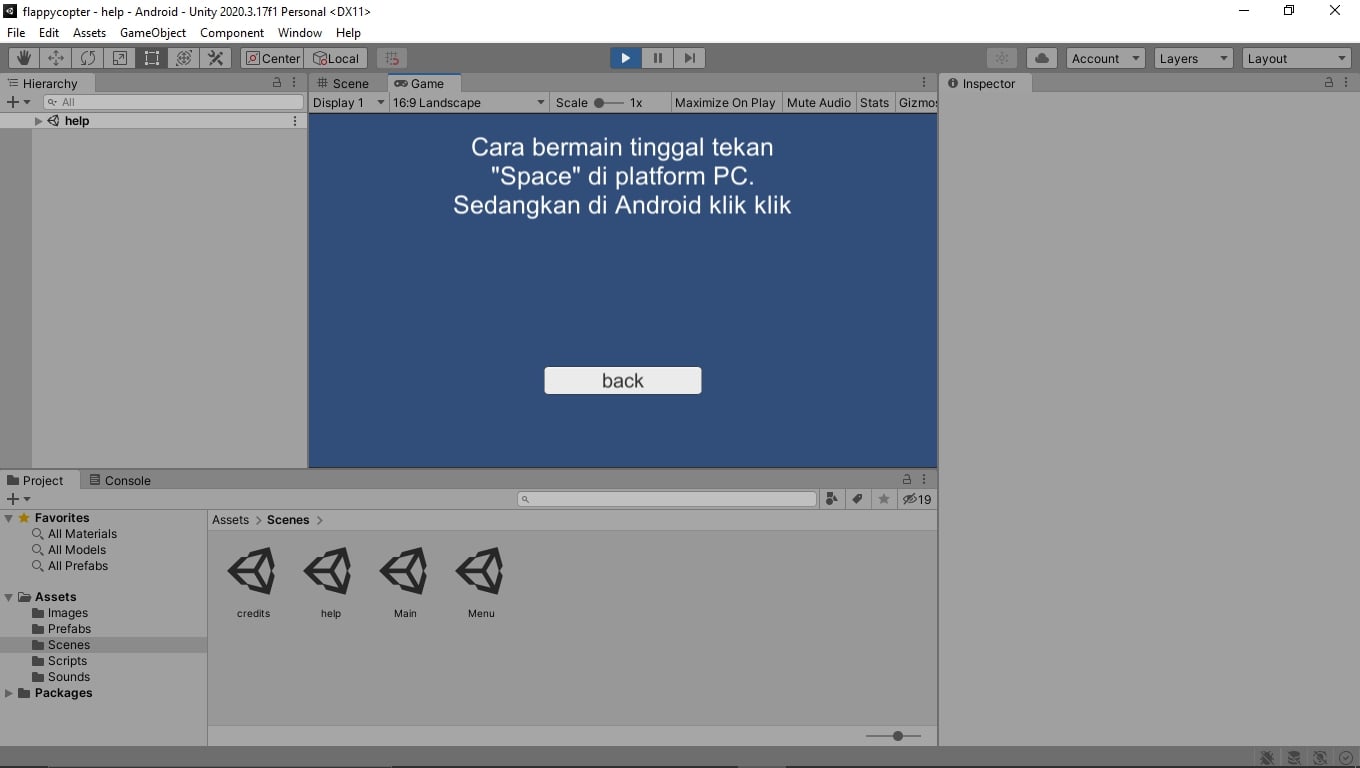 flappycopter - help - Android - Unity 2020.3.17f1 Personal <DX11>
File Edit Assets GameObject Component Window Help
Center Local Account Layers Layout
Hierarchy
All
help
Scene Game
Display 1 16:9 Landscape Scale 1x Maximize On Play Mute Audio Stats Gizmos
Inspector
Cara bermain tinggal tekan
"Space" di platform PC.
Sedangkan di Android klik klik
back
Project Console
19
Favorites
All Materials
All Models
All Prefabs
Assets
Images
Prefabs
Scenes
Scripts
Sounds
Packages
Assets > Scenes >
credits help Main Menu